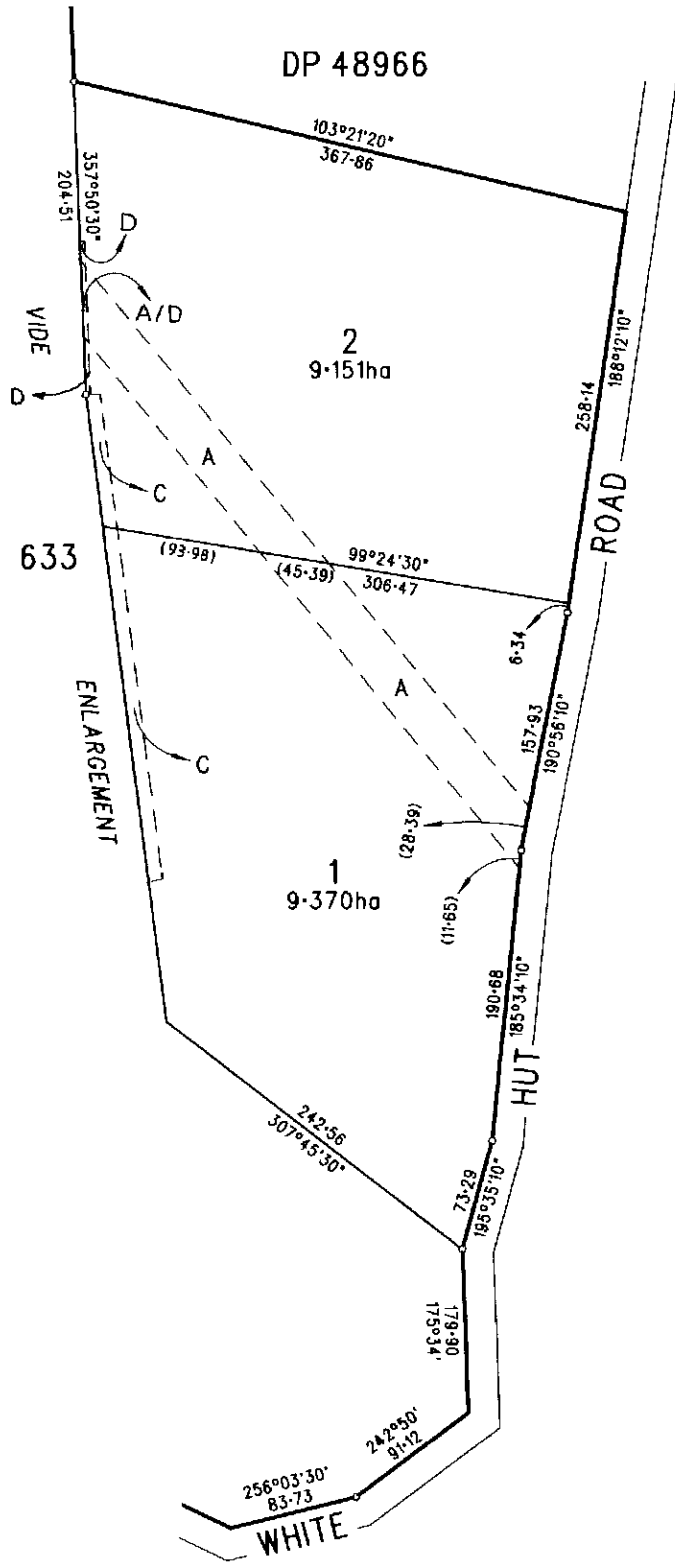 DP 48966
103°21'20"
367·86
357°50'30"
204·51
D
A/D
VIDE
D
2
9·151ha
258·14
188°12'10"
A
C
ROAD
633
(93·98)
(45·39)
99°24'30"
306·47
6·34
A
157·93
190°56'10"
ENLARGEMENT
C
(28·39)
1
9·370ha
(11·65)
190·68
185°34'10"
HUT
242·56
307°45'30"
73·29
195°35'10"
179·90
175°34'
242°50'
91·12
256°03'30"
83·73
WHITE